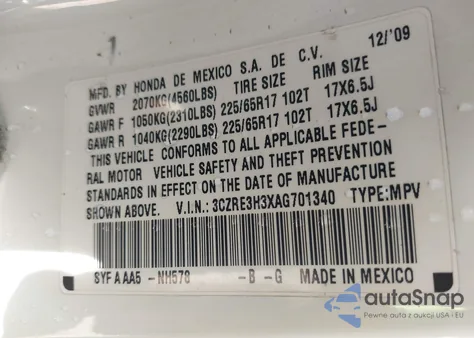 12/'09
MFD. BY HONDA DE MEXICO S.A. DE C.V.
GVWR 2070KG(4560LBS) TIRE SIZE RIM SIZE
GAWR F 1050KG(2310LBS) 225/65R17 102T 17X6.5J
GAWR R 1040KG(2290LBS) 225/65R17 102T 17X6.5J
THIS VEHICLE CONFORMS TO ALL APPLICABLE FEDE-
RAL MOTOR VEHICLE SAFETY AND THEFT PREVENTION
STANDARDS IN EFFECT ON THE DATE OF MANUFACTURE
SHOWN ABOVE. V.I.N.: 3CZRE3H3XAG701340 TYPE:MPV
SYF A AA5 -NH578 -B -G MADE IN MEXICO
autoSnap
Pewne auta z aukcji USA i EU